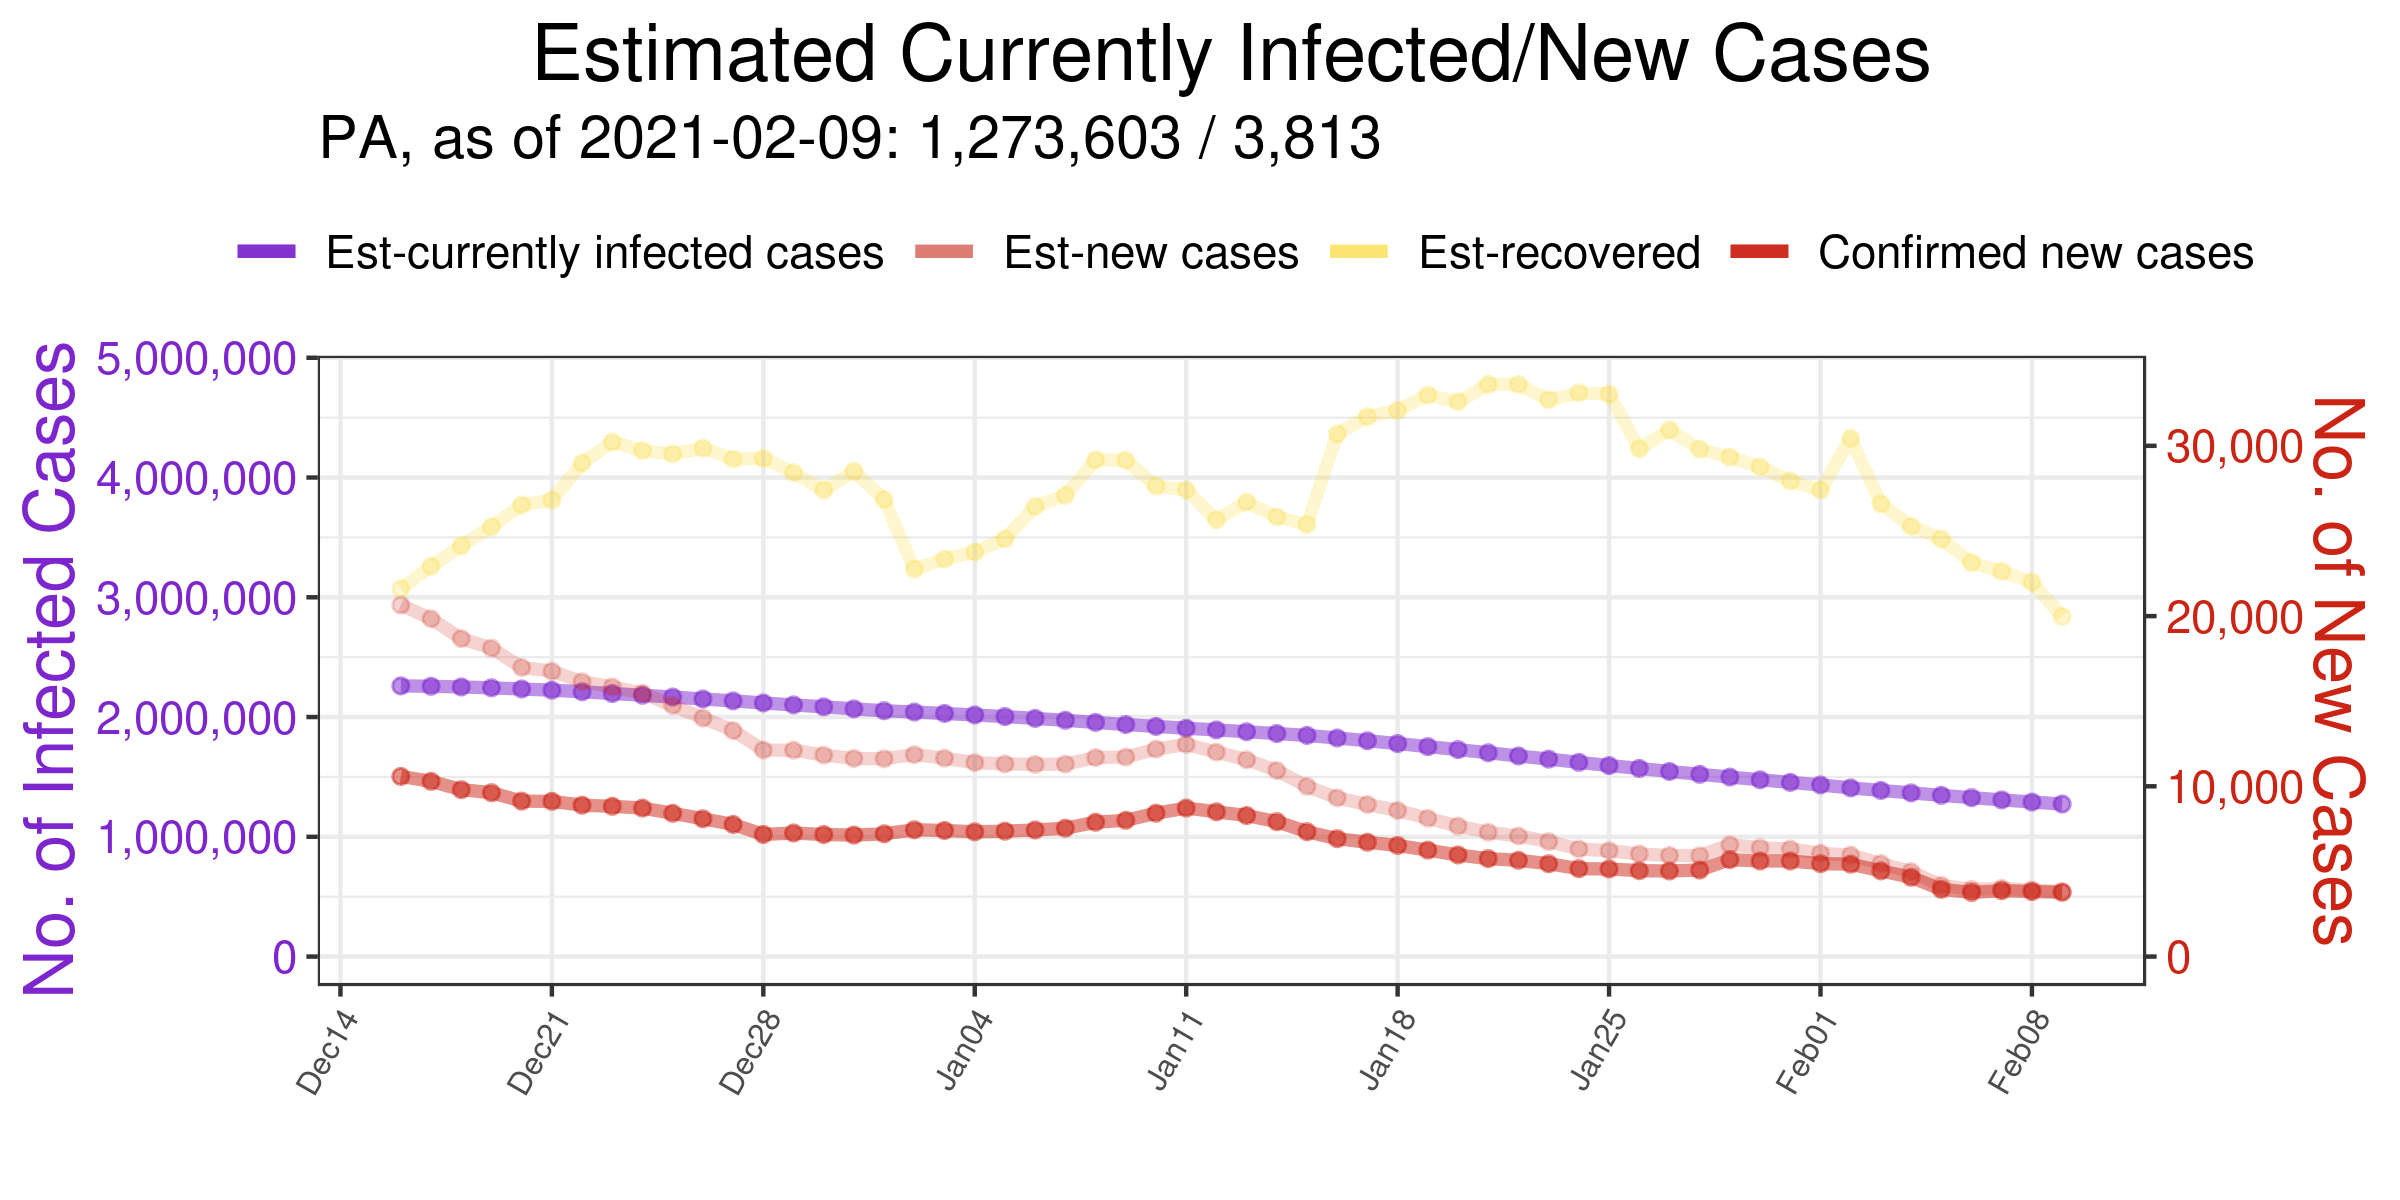 Estimated Currently Infected/New Cases
PA, as of 2021-02-09: 1,273,603 / 3,813
Est-currently infected cases Est-new cases Est-recovered Confirmed new cases
No. of Infected Cases
5,000,000
4,000,000
3,000,000
2,000,000
1,000,000
0
30,000
20,000
10,000
0
No. of New Cases
Dec14 Dec21 Dec28 Jan04 Jan11 Jan18 Jan25 Feb01 Feb08